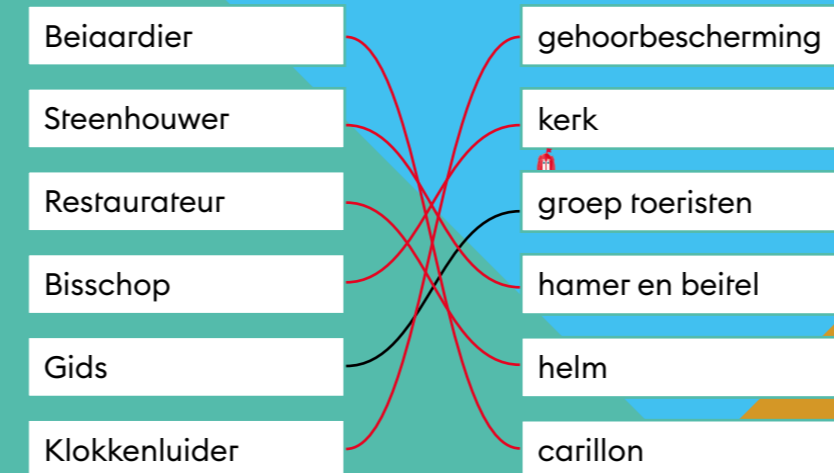 Beiaardier
gehoorbescherming
Steenhouwer
kerk
Restaurateur
groep toeristen
Bisschop
hamer en beitel
Gids
helm
Klokkenluider
carillon